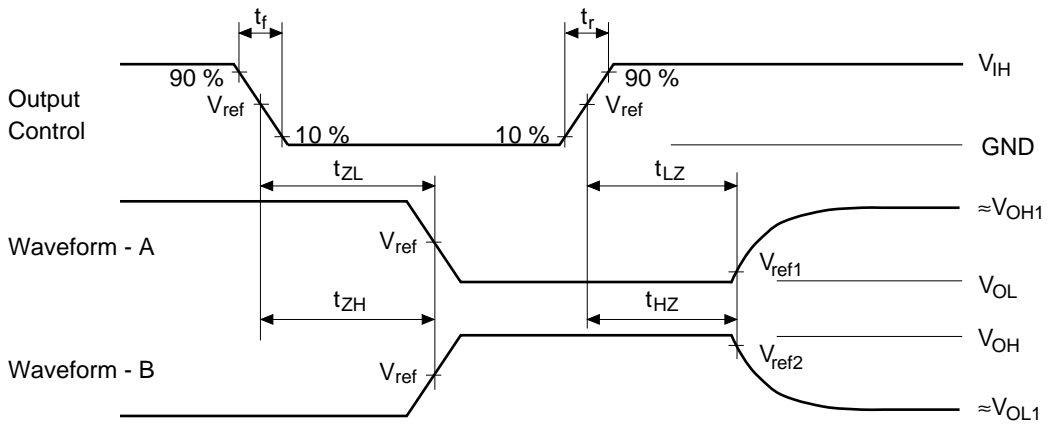 tf
tr
90 %
90 %
VIH
Output
Control
Vref
Vref
10 %
10 %
GND
tZL
tLZ
≈VOH1
Waveform - A
Vref
Vref1
VOL
tZH
tHZ
VOH
Vref2
Waveform - B
Vref
≈VOL1